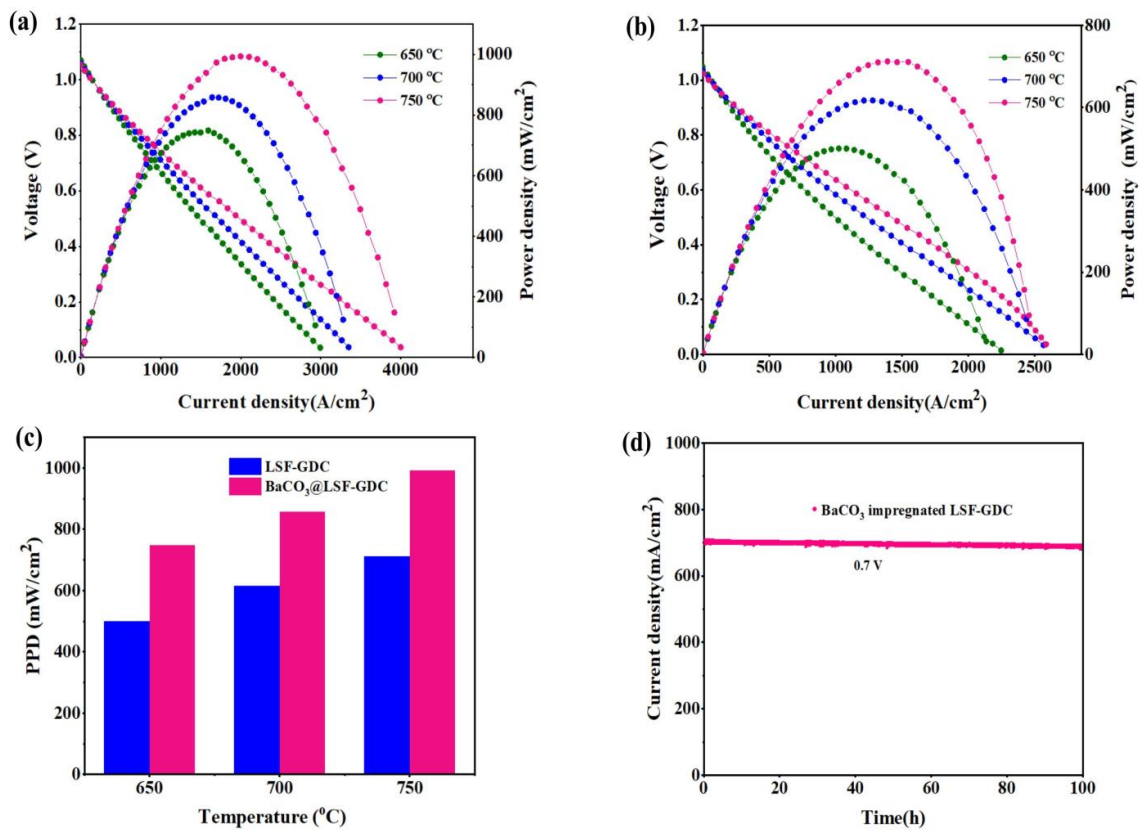 (a)
1.2
1.0
0.8
0.6
0.4
0.2
0.0
Voltage (V)
650 °C
700 °C
750 °C
1000
800
600
400
200
0
Power density (mW/cm²)
0 1000 2000 3000 4000
Current density(A/cm²)
(b)
1.2
1.0
0.8
0.6
0.4
0.2
0.0
Voltage (V)
650 °C
700 °C
750 °C
800
600
400
200
0
Power density (mW/cm²)
0 500 1000 1500 2000 2500
Current density(A/cm²)
(c)
1000
800
600
400
200
0
PPD (mW/cm²)
LSF-GDC
BaCO₃@LSF-GDC
650 700 750
Temperature (°C)
(d)
1000
800
600
400
200
0
Current density(mA/cm²)
BaCO₃ impregnated LSF-GDC
0.7 V
0 20 40 60 80 100
Time(h)